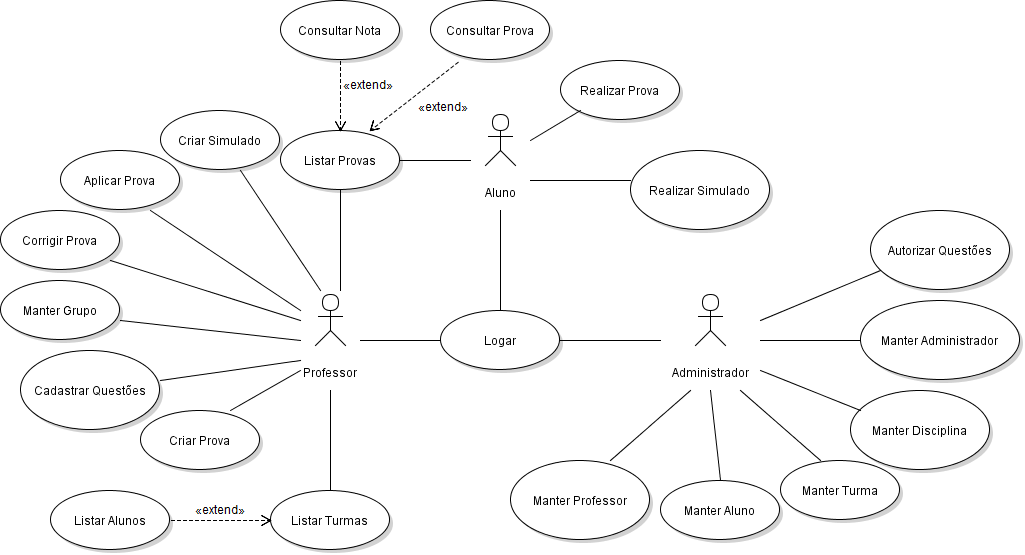 Consultar Nota
Consultar Prova
«extend»
«extend»
Realizar Prova
Criar Simulado
Listar Provas
Aplicar Prova
Aluno
Realizar Simulado
Corrigir Prova
Autorizar Questões
Manter Grupo
Logar
Manter Administrador
Professor
Administrador
Cadastrar Questões
Criar Prova
Manter Disciplina
Manter Professor
Manter Turma
Manter Aluno
«extend»
Listar Alunos
Listar Turmas